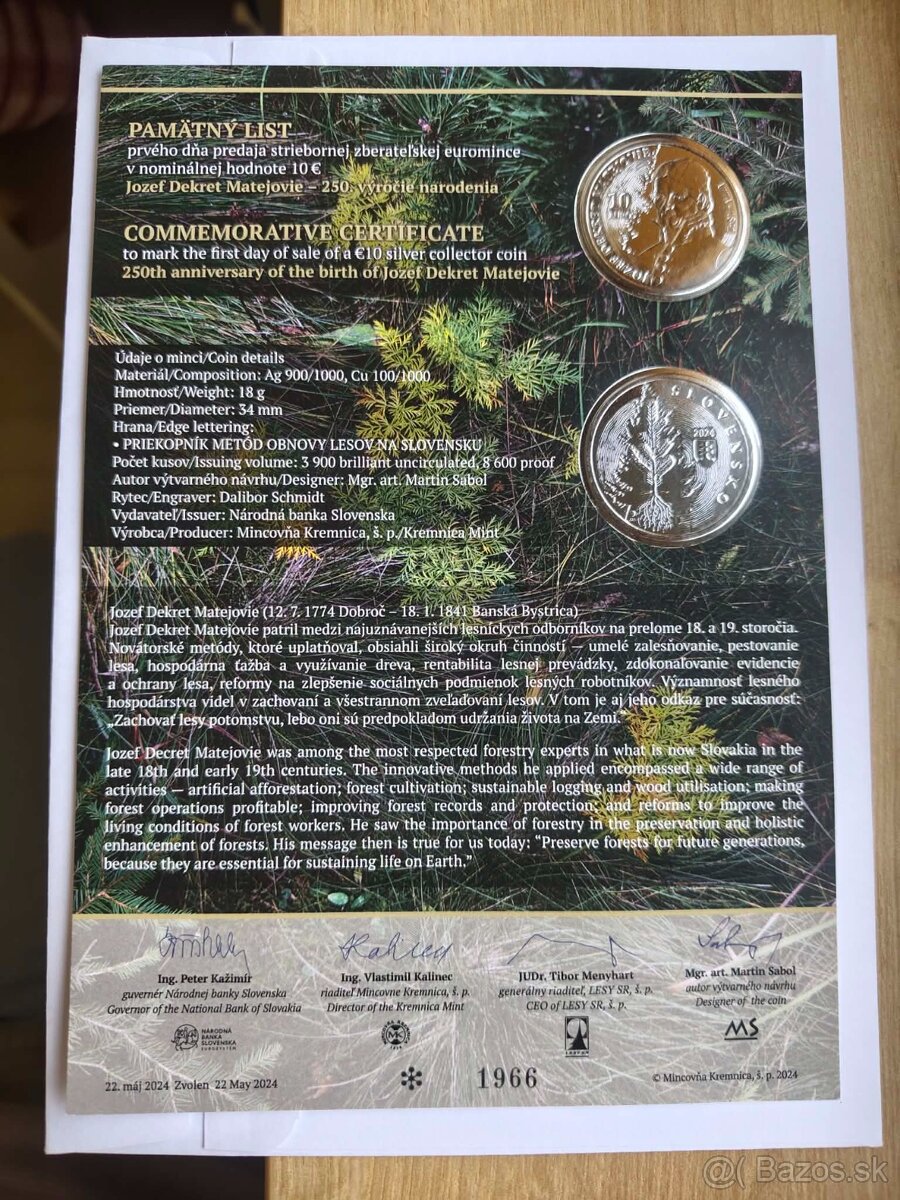 PAMÄTNÝ LIST
prvého dňa predaja striebornej zberateľskej euromince
v nominálnej hodnote 10 €
Jozef Dekret Matejovie – 250. výročie narodenia
COMMEMORATIVE CERTIFICATE
to mark the first day of sale of a €10 silver collector coin
250th anniversary of the birth of Jozef Dekret Matejovie
10
Údaje o minci/Coin details
Materiál/Composition: Ag 900/1000, Cu 100/1000
Hmotnosť/Weight: 18 g
Priemer/Diameter: 34 mm
Hrana/Edge lettering:
• PRIEKOPNÍK METÓD OBNOVY LESOV NA SLOVENSKU
Počet kusov/Issuing volume: 3 900 brilliant uncirculated, 8 600 proof
Autor výtvarného návrhu/Designer: Mgr. art. Martin Sabol
Rytec/Engraver: Dalibor Schmidt
Vydavateľ/Issuer: Národná banka Slovenska
Výrobca/Producer: Mincovňa Kremnica, š. p./Kremnica Mint
SLOVENSKO
2024
Jozef Dekret Matejovie (12. 7. 1774 Dobroč – 18. 1. 1841 Banská Bystrica)
Jozef Dekret Matejovie patril medzi najuznávanejších lesníckych odborníkov na prelome 18. a 19. storočia.
Novátorské metódy, ktoré uplatňoval, obsiahli široký okruh činností – umelé zalesňovanie, pestovanie
lesa, hospodárna ťažba a využívanie dreva, rentabilita lesnej prevádzky, zdokonaľovanie evidencie
a ochrany lesa, reformy na zlepšenie sociálnych podmienok lesných robotníkov. Významnosť lesného
hospodárstva videl v zachovaní a všestrannom zveľaďovaní lesov. V tom je aj jeho odkaz pre súčasnosť:
„Zachovať lesy potomstvu, lebo oni sú predpokladom udržania života na Zemi.“
Jozef Decret Matejovie was among the most respected forestry experts in what is now Slovakia in the
late 18th and early 19th centuries. The innovative methods he applied encompassed a wide range of
activities — artificial afforestation; forest cultivation; sustainable logging and wood utilisation; making
forest operations profitable; improving forest records and protection; and reforms to improve the
living conditions of forest workers. He saw the importance of forestry in the preservation and holistic
enhancement of forests. His message then is true for us today: “Preserve forests for future generations,
because they are essential for sustaining life on Earth.”
Ing. Peter Kažimír
guvernér Národnej banky Slovenska
Governor of the National Bank of Slovakia
NÁRODNÁ
BANKA
SLOVENSKA
EUROSYSTÉM
Ing. Vlastimil Kalinec
riaditeľ Mincovne Kremnica, š. p.
Director of the Kremnica Mint
MK
JUDr. Tibor Menyhart
generálny riaditeľ, LESY SR, š. p.
CEO of LESY SR, š. p.
Mgr. art. Martin Sabol
autor výtvarného návrhu
Designer of the coin
MS
22. máj 2024 Zvolen 22 May 2024
1966
© Mincovňa Kremnica, š. p. 2024
@( Bazos.sk